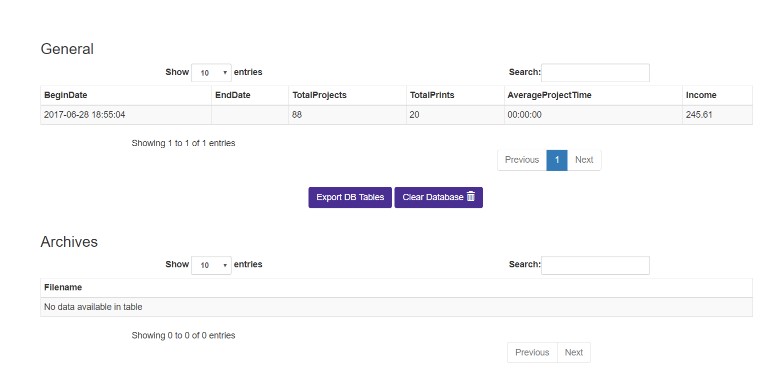 General
Show 10 entries Search:
BeginDate EndDate TotalProjects TotalPrints AverageProjectTime Income
2017-06-28 18:55:04 88 20 00:00:00 245.61
Showing 1 to 1 of 1 entries
Previous 1 Next
Export DB Tables Clear Database
Archives
Show 10 entries Search:
Filename
No data available in table
Showing 0 to 0 of 0 entries
Previous Next